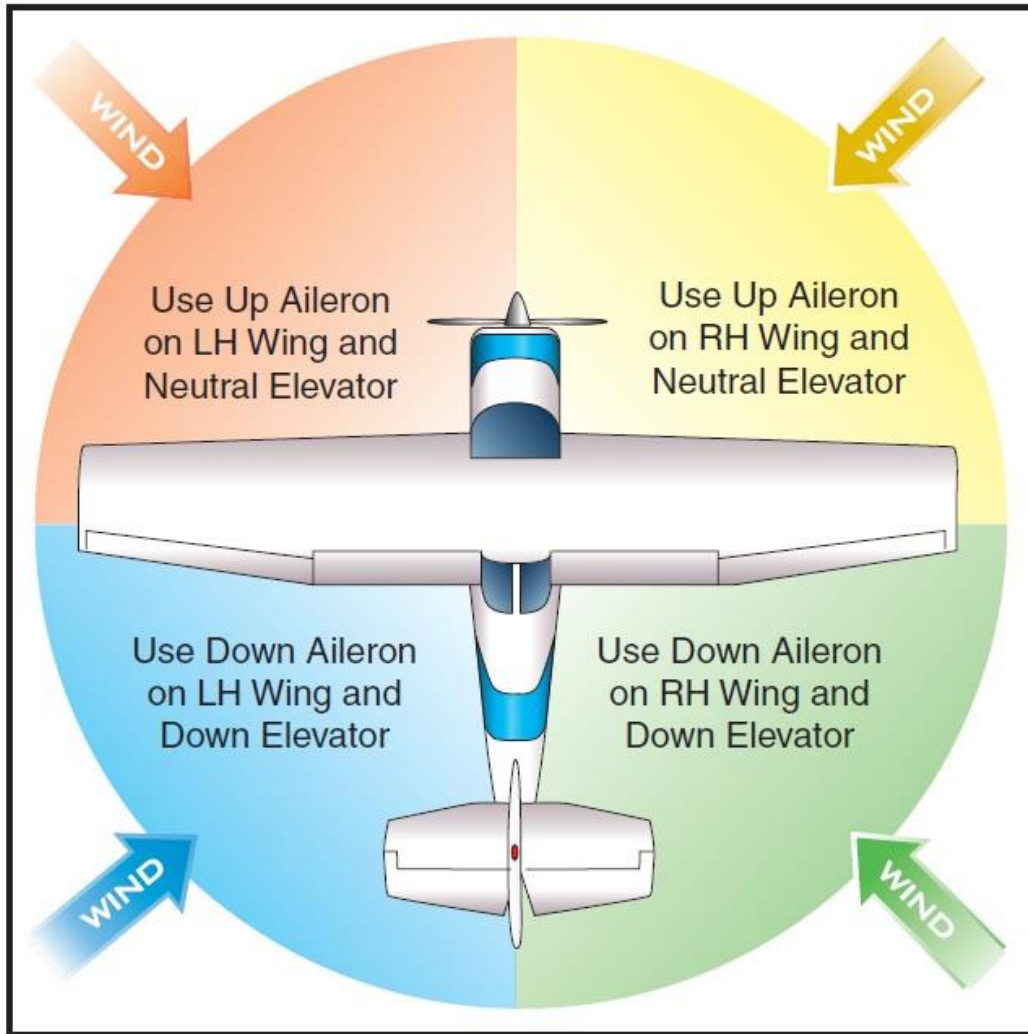 WIND
WIND
Use Up Aileron
on LH Wing and
Neutral Elevator
Use Up Aileron
on RH Wing and
Neutral Elevator
Use Down Aileron
on LH Wing and
Down Elevator
Use Down Aileron
on RH Wing and
Down Elevator
WIND
WIND